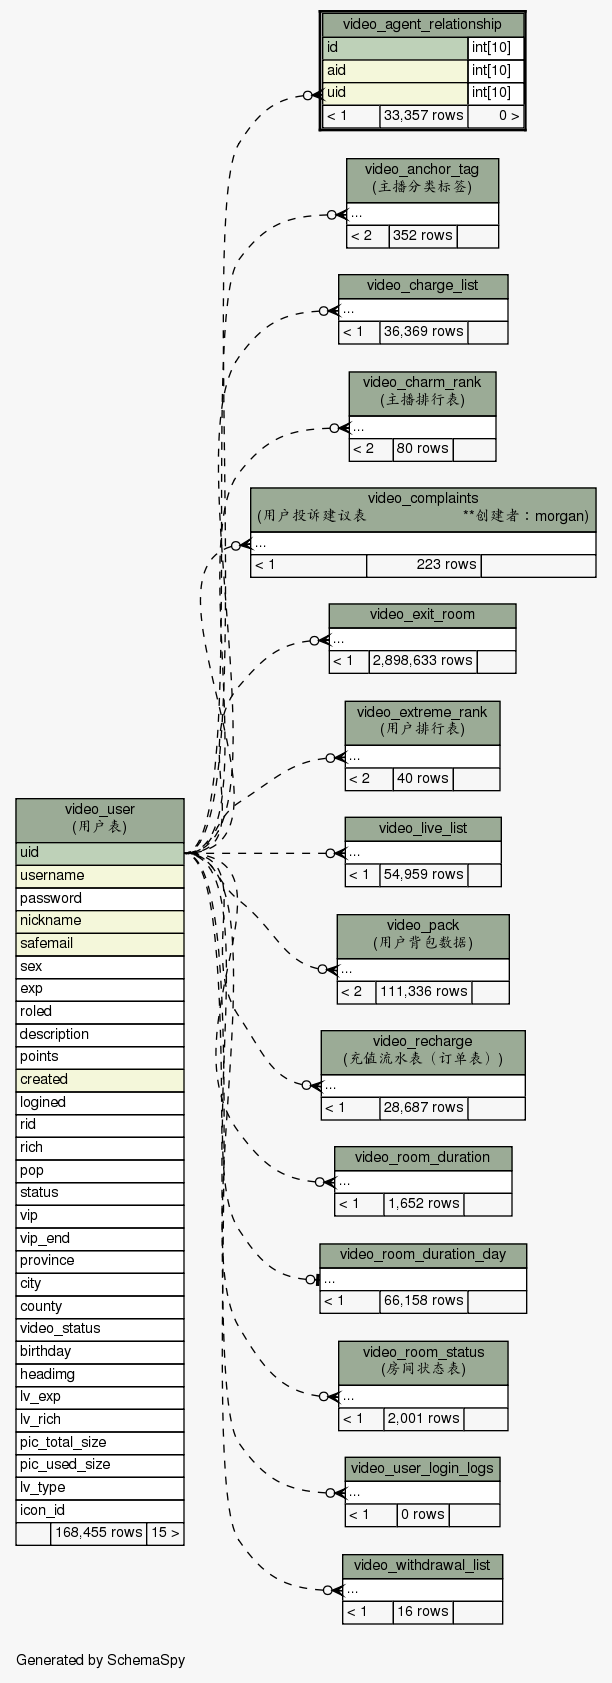 video_agent_relationship
id int[10]
aid int[10]
uid int[10]
< 1 33,357 rows 0 >
video_anchor_tag
(主播分类标签)
...
< 2 352 rows
video_charge_list
...
< 1 36,369 rows
video_charm_rank
(主播排行表)
...
< 2 80 rows
video_complaints
(用户投诉建议表 **创建者：morgan)
...
< 1 223 rows
video_exit_room
...
< 1 2,898,633 rows
video_extreme_rank
(用户排行表)
...
< 2 40 rows
video_live_list
...
< 1 54,959 rows
video_pack
(用户背包数据)
...
< 2 111,336 rows
video_recharge
(充值流水表（订单表）)
...
< 1 28,687 rows
video_room_duration
...
< 1 1,652 rows
video_room_duration_day
...
< 1 66,158 rows
video_room_status
(房间状态表)
...
< 1 2,001 rows
video_user_login_logs
...
< 1 0 rows
video_withdrawal_list
...
< 1 16 rows
video_user
(用户表)
uid
username
password
nickname
safemail
sex
exp
roled
description
points
created
logined
rid
rich
pop
status
vip
vip_end
province
city
county
video_status
birthday
headimg
lv_exp
lv_rich
pic_total_size
pic_used_size
lv_type
icon_id
168,455 rows 15 >
Generated by SchemaSpy